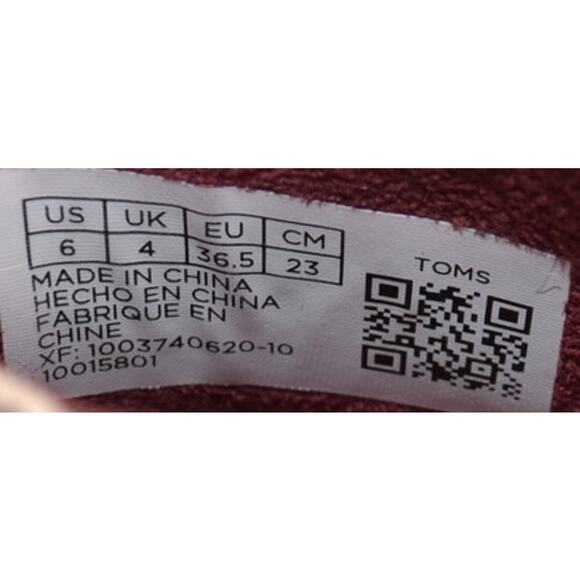 US UK EU CM
6 4 36.5 23
MADE IN CHINA
HECHO EN CHINA
FABRIQUE EN
CHINE
XF: 1003740620-10
10015801
TOMS